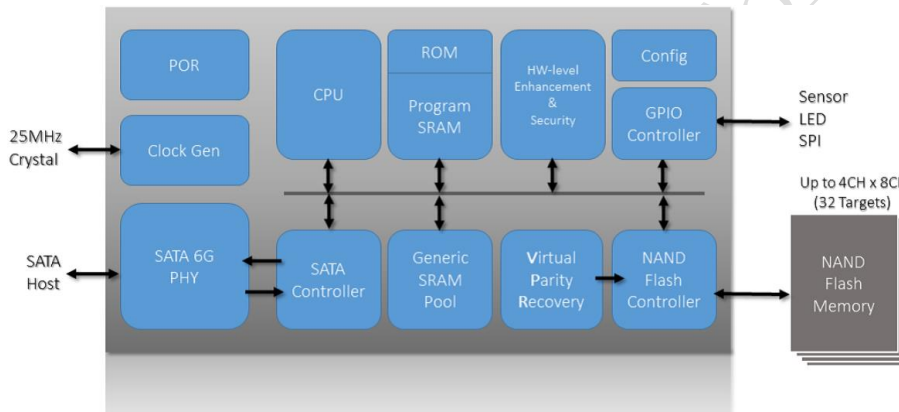 POR
Clock Gen
25MHz
Crystal
SATA 6G
PHY
SATA
Host
CPU
ROM
Program
SRAM
HW-level
Enhancement
&
Security
Config
GPIO
Controller
Sensor
LED
SPI
SATA
Controller
Generic
SRAM
Pool
Virtual
Parity
Recovery
NAND
Flash
Controller
Up to 4CH x 8C
(32 Targets)
NAND
Flash
Memory